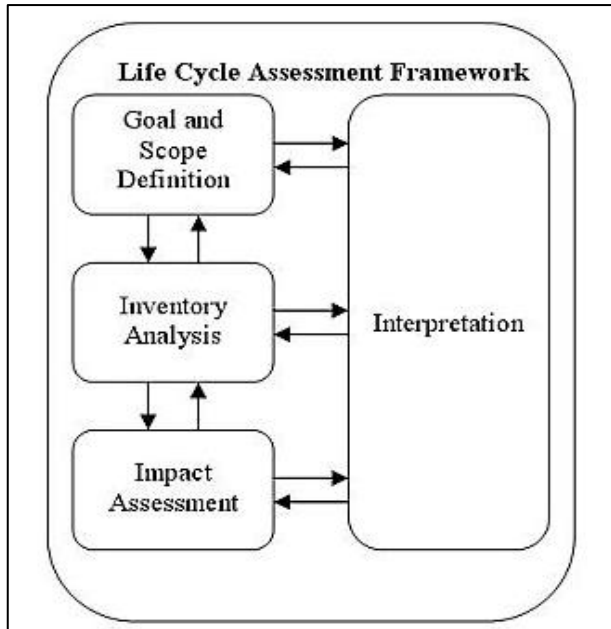 Life Cycle Assessment Framework
Goal and
Scope
Definition
Inventory
Analysis
Interpretation
Impact
Assessment